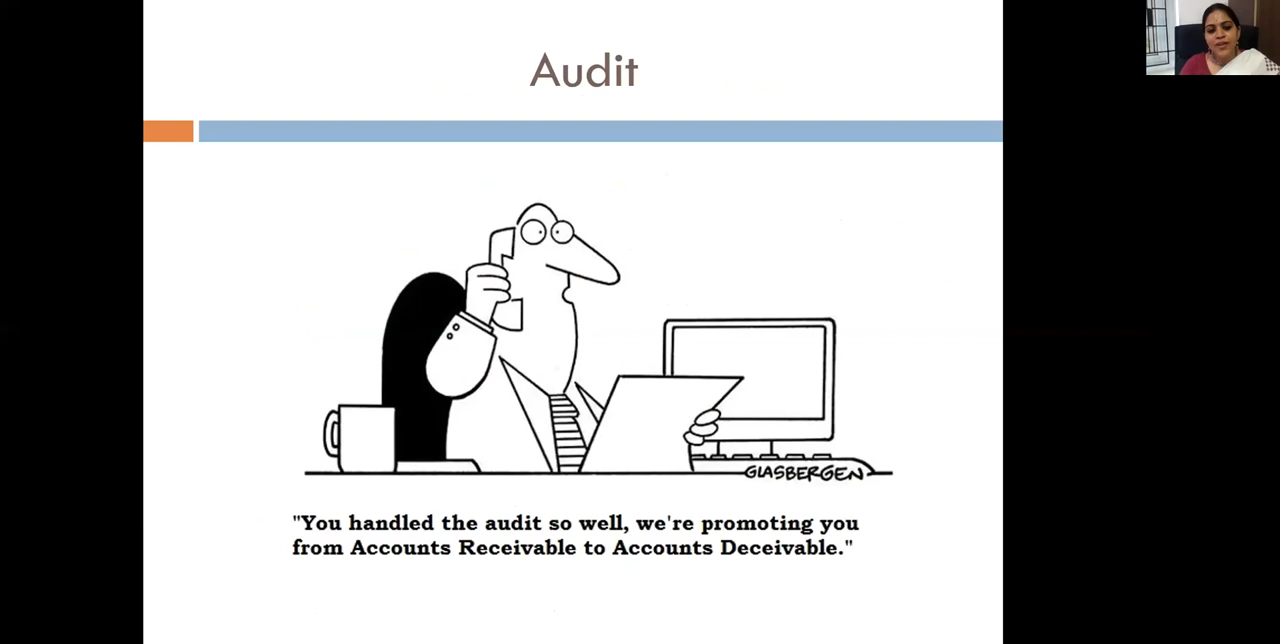 Audit
GLASBERGEN
"You handled the audit so well, we're promoting you
from Accounts Receivable to Accounts Deceivable."